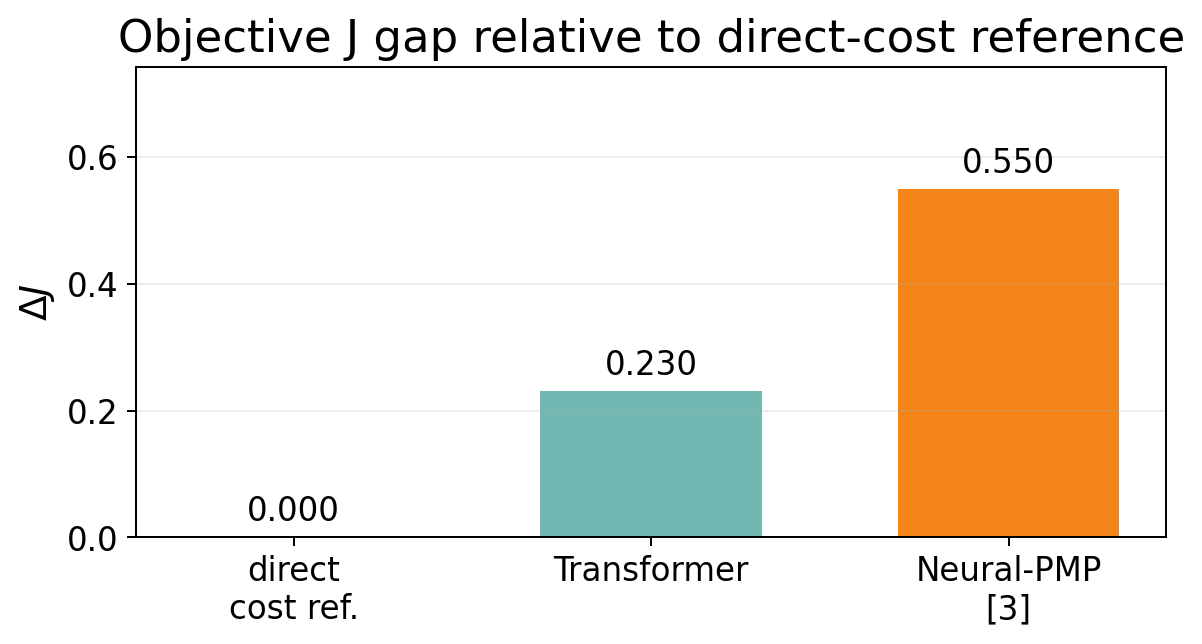 Objective J gap relative to direct-cost reference
ΔJ
0.6
0.4
0.2
0.0
0.000
0.230
0.550
direct
cost ref.
Transformer
Neural-PMP
[3]